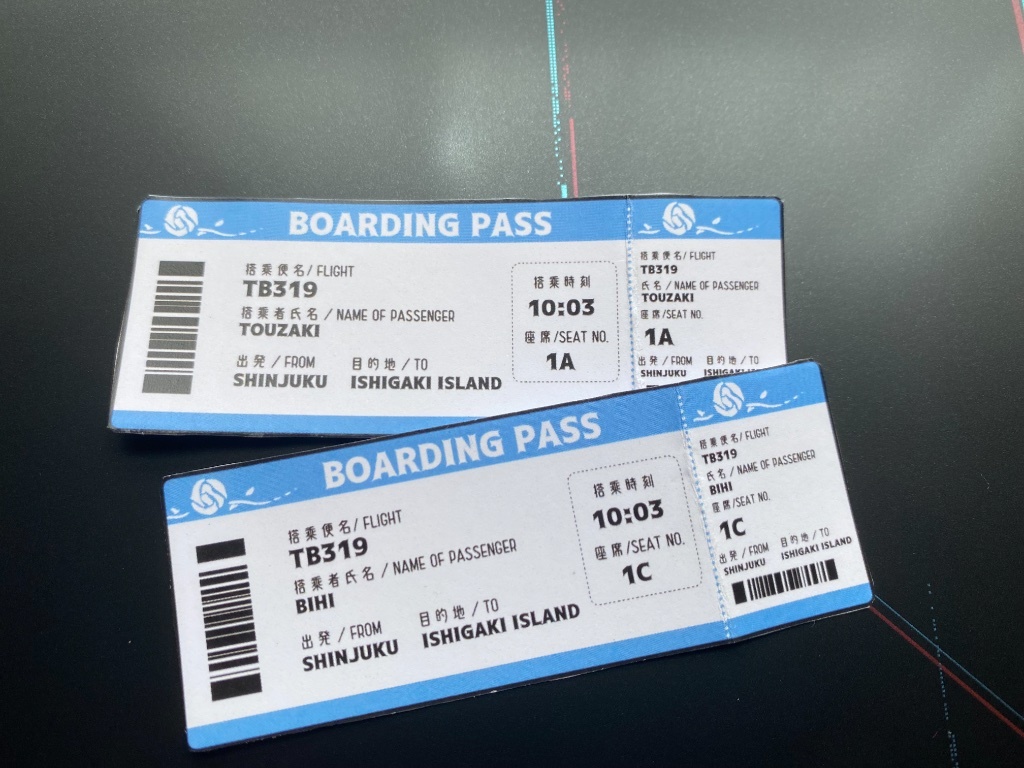 BOARDING PASS
搭乗便名/ FLIGHT
TB319
搭乗者氏名 / NAME OF PASSENGER
TOUZAKI
出発 / FROM
SHINJUKU
目的地 / TO
ISHIGAKI ISLAND
搭乗時刻
10:03
座席/SEAT NO.
1A
搭乗便名/ FLIGHT
TB319
氏名 / NAME OF PASSENGER
TOUZAKI
座席/SEAT NO.
1A
出発 / FROM
SHINJUKU
目的地 / TO
ISHIGAKI ISLAND
BOARDING PASS
搭乗便名/ FLIGHT
TB319
搭乗者氏名 / NAME OF PASSENGER
BIHI
出発 / FROM
SHINJUKU
目的地 / TO
ISHIGAKI ISLAND
搭乗時刻
10:03
座席/SEAT NO.
1C
搭乗便名/ FLIGHT
TB319
氏名 / NAME OF PASSENGER
BIHI
座席/SEAT NO.
1C
出発 / FROM
SHINJUKU
目的地 / TO
ISHIGAKI ISLAND